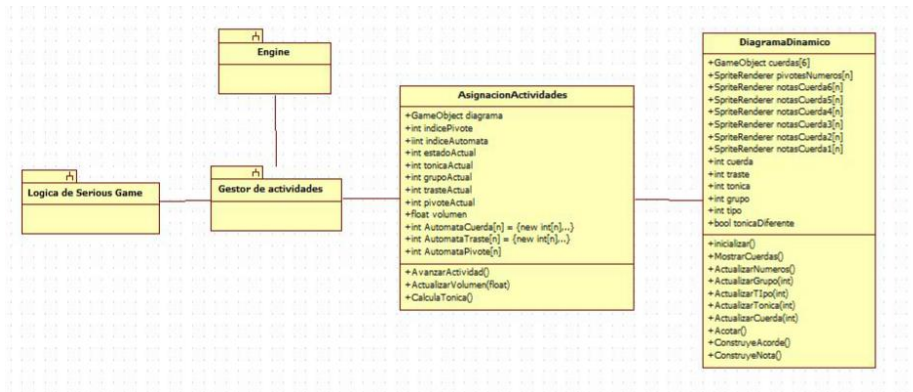 Engine
Logica de Serious Game
Gestor de actividades
AsignacionActividades
+GameObject diagrama
+int indicePivote
+iint indiceAutomata
+int estadoActual
+int tonicaActual
+int grupoActual
+int trasteActual
+int pivoteActual
+float volumen
+int AutomataCuerda[n] = {new int[n]...}
+int AutomataTraste[n] = {new int[n]...}
+int AutomataPivote[n]
+AvanzarActividad()
+ActualizarVolumen(float)
+CalculaTonica()
DiagramaDinamico
+GameObject cuerdas[6]
+SpriteRenderer pivotesNumeros[n]
+SpriteRenderer notasCuerda6[n]
+SpriteRenderer notasCuerda5[n]
+SpriteRenderer notasCuerda4[n]
+SpriteRenderer notasCuerda3[n]
+SpriteRenderer notasCuerda2[n]
+SpriteRenderer notasCuerda1[n]
+int cuerda
+int traste
+int tonica
+int grupo
+int tipo
+bool tonicaDiferente
+inicializar()
+MostrarCuerdas()
+ActualizarNumeros()
+ActualizarGrupo(int)
+ActualizarTIpo(int)
+ActualizarTonica(int)
+ActualizarCuerda(int)
+Acotar()
+ConstruyeAcorde()
+ConstruyeNota()